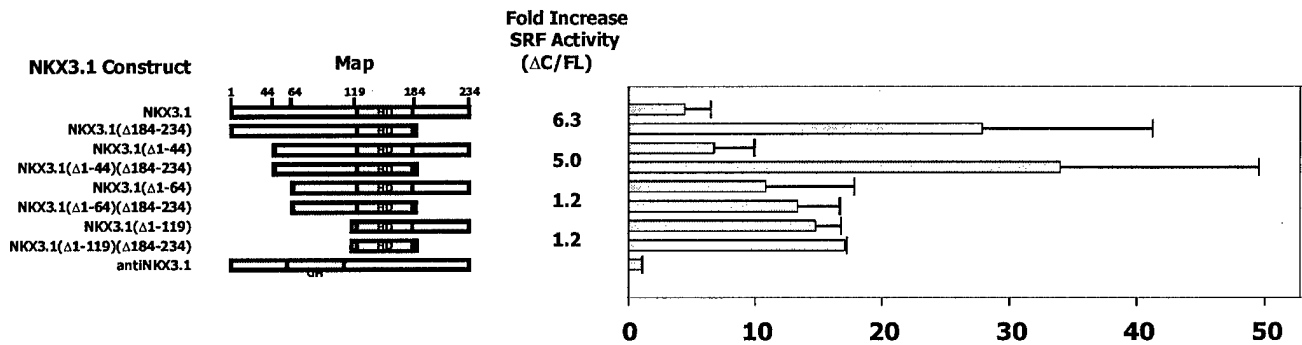 Fold Increase
SRF Activity
(ΔC/FL)
NKX3.1 Construct
Map
1 44 64 119 184 234
NKX3.1 HD
NKX3.1(Δ184-234) HD
6.3
NKX3.1(Δ1-44) HD
NKX3.1(Δ1-44)(Δ184-234) HD
5.0
NKX3.1(Δ1-64) HD
NKX3.1(Δ1-64)(Δ184-234) HD
1.2
NKX3.1(Δ1-119) HD
NKX3.1(Δ1-119)(Δ184-234) HD
1.2
antiNKX3.1
HD
0 10 20 30 40 50